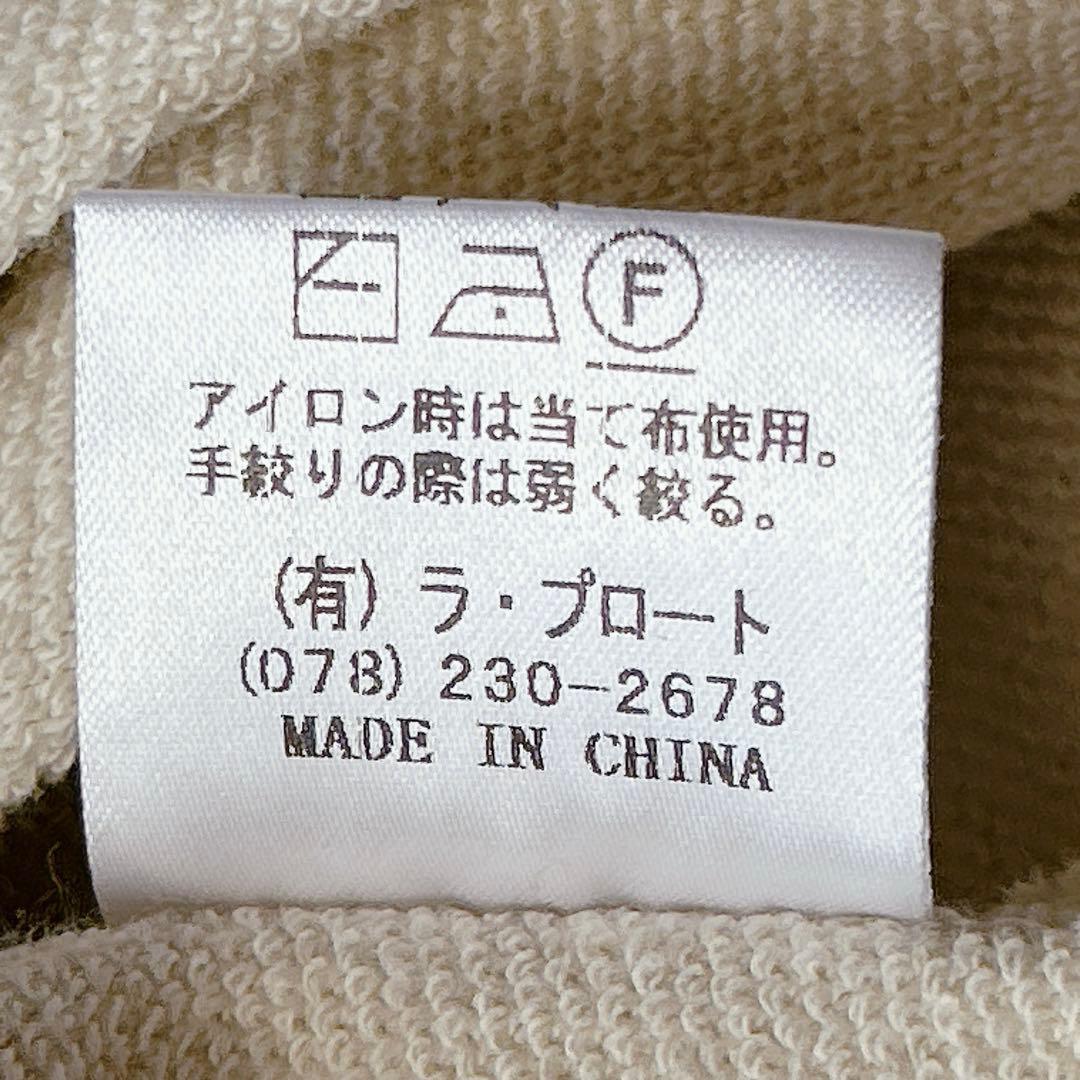 F
アイロン時は当て布使用。
手絞りの際は弱く絞る。
(有) ラ・プロート
(078) 230-2678
MADE IN CHINA